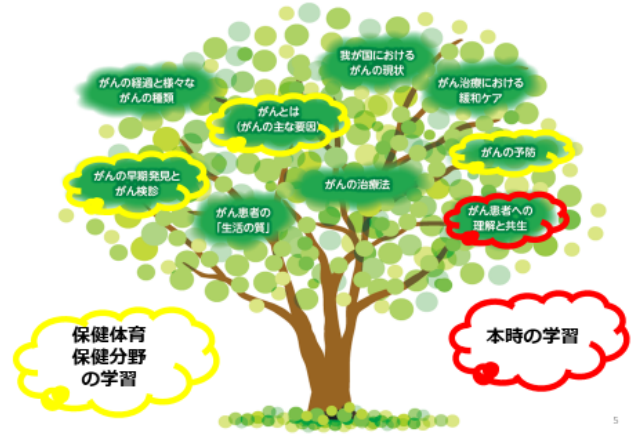 我が国における
がんの現状
がんの経過と様々な
がんの種類
がん治療における
緩和ケア
がんとは
(がんの主な要因)
がんの予防
がんの早期発見と
がん検診
がんの治療法
がん患者の
「生活の質」
がん患者への
理解と共生
保健体育
保健分野
の学習
本時の学習
5